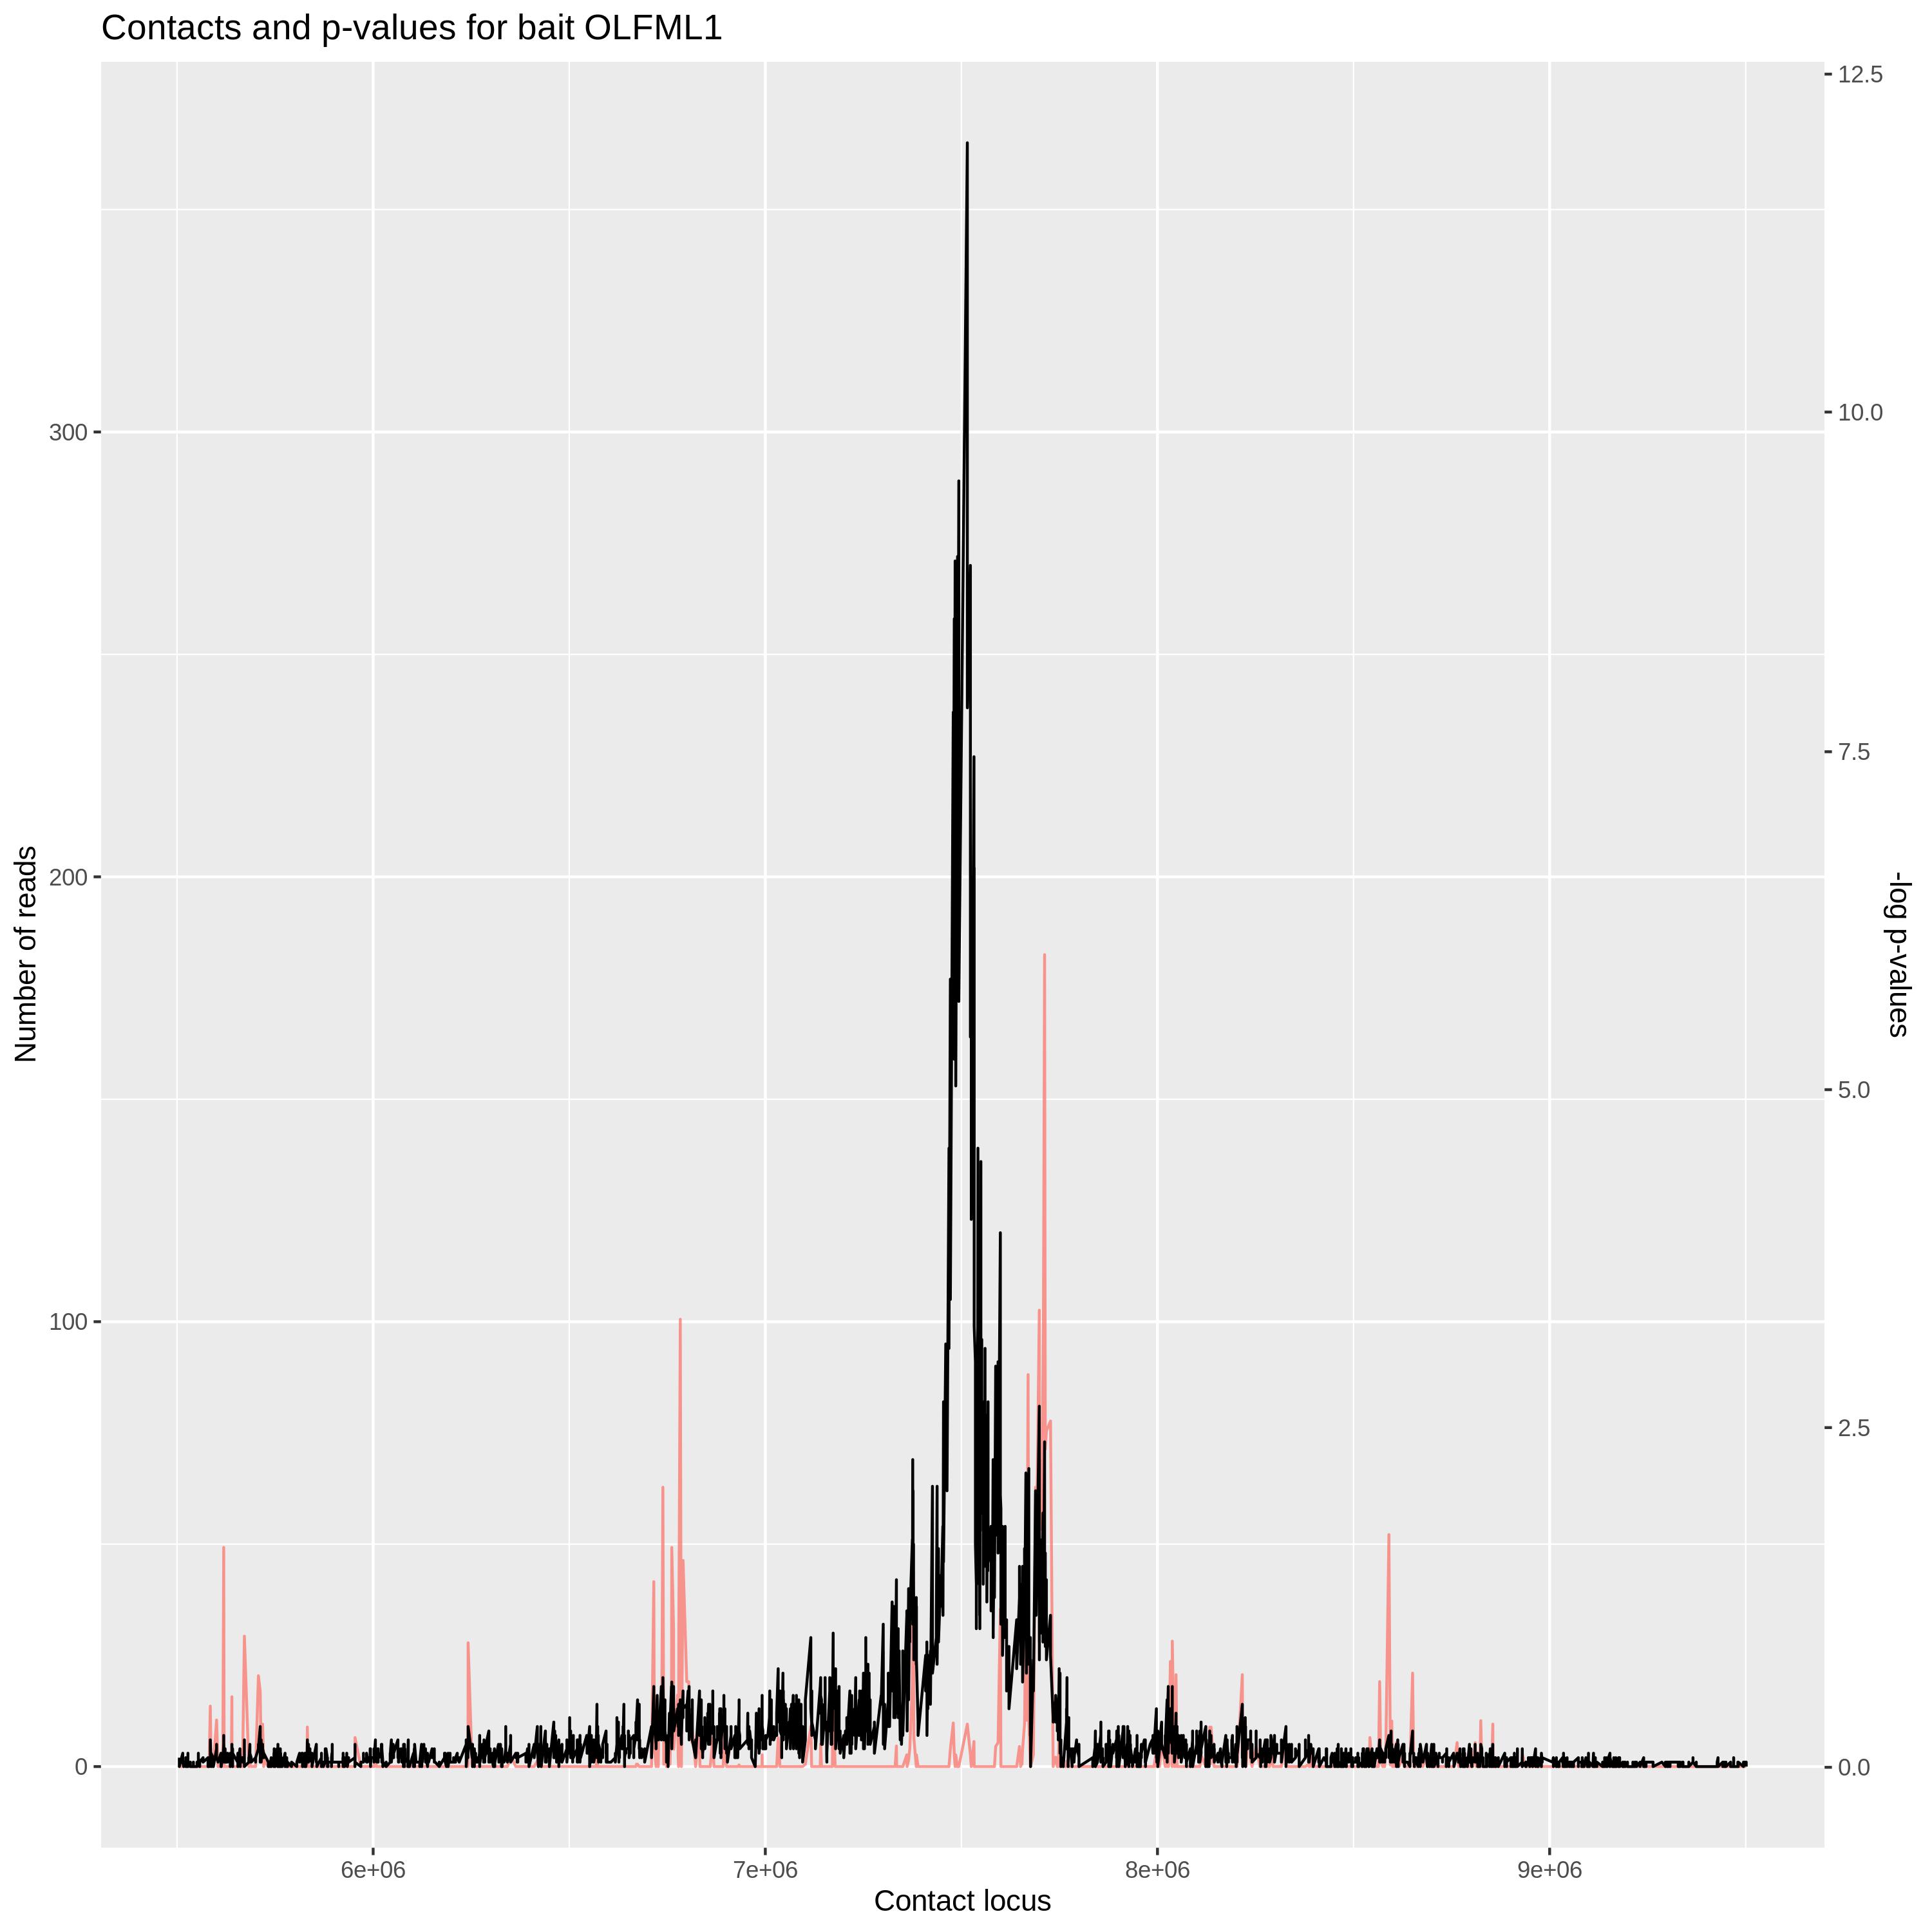 Contacts and p-values for bait OLFML1
Number of reads
300
200
100
0
12.5
10.0
7.5
5.0
2.5
0.0
-log p-values
6e+06 7e+06 8e+06 9e+06
Contact locus